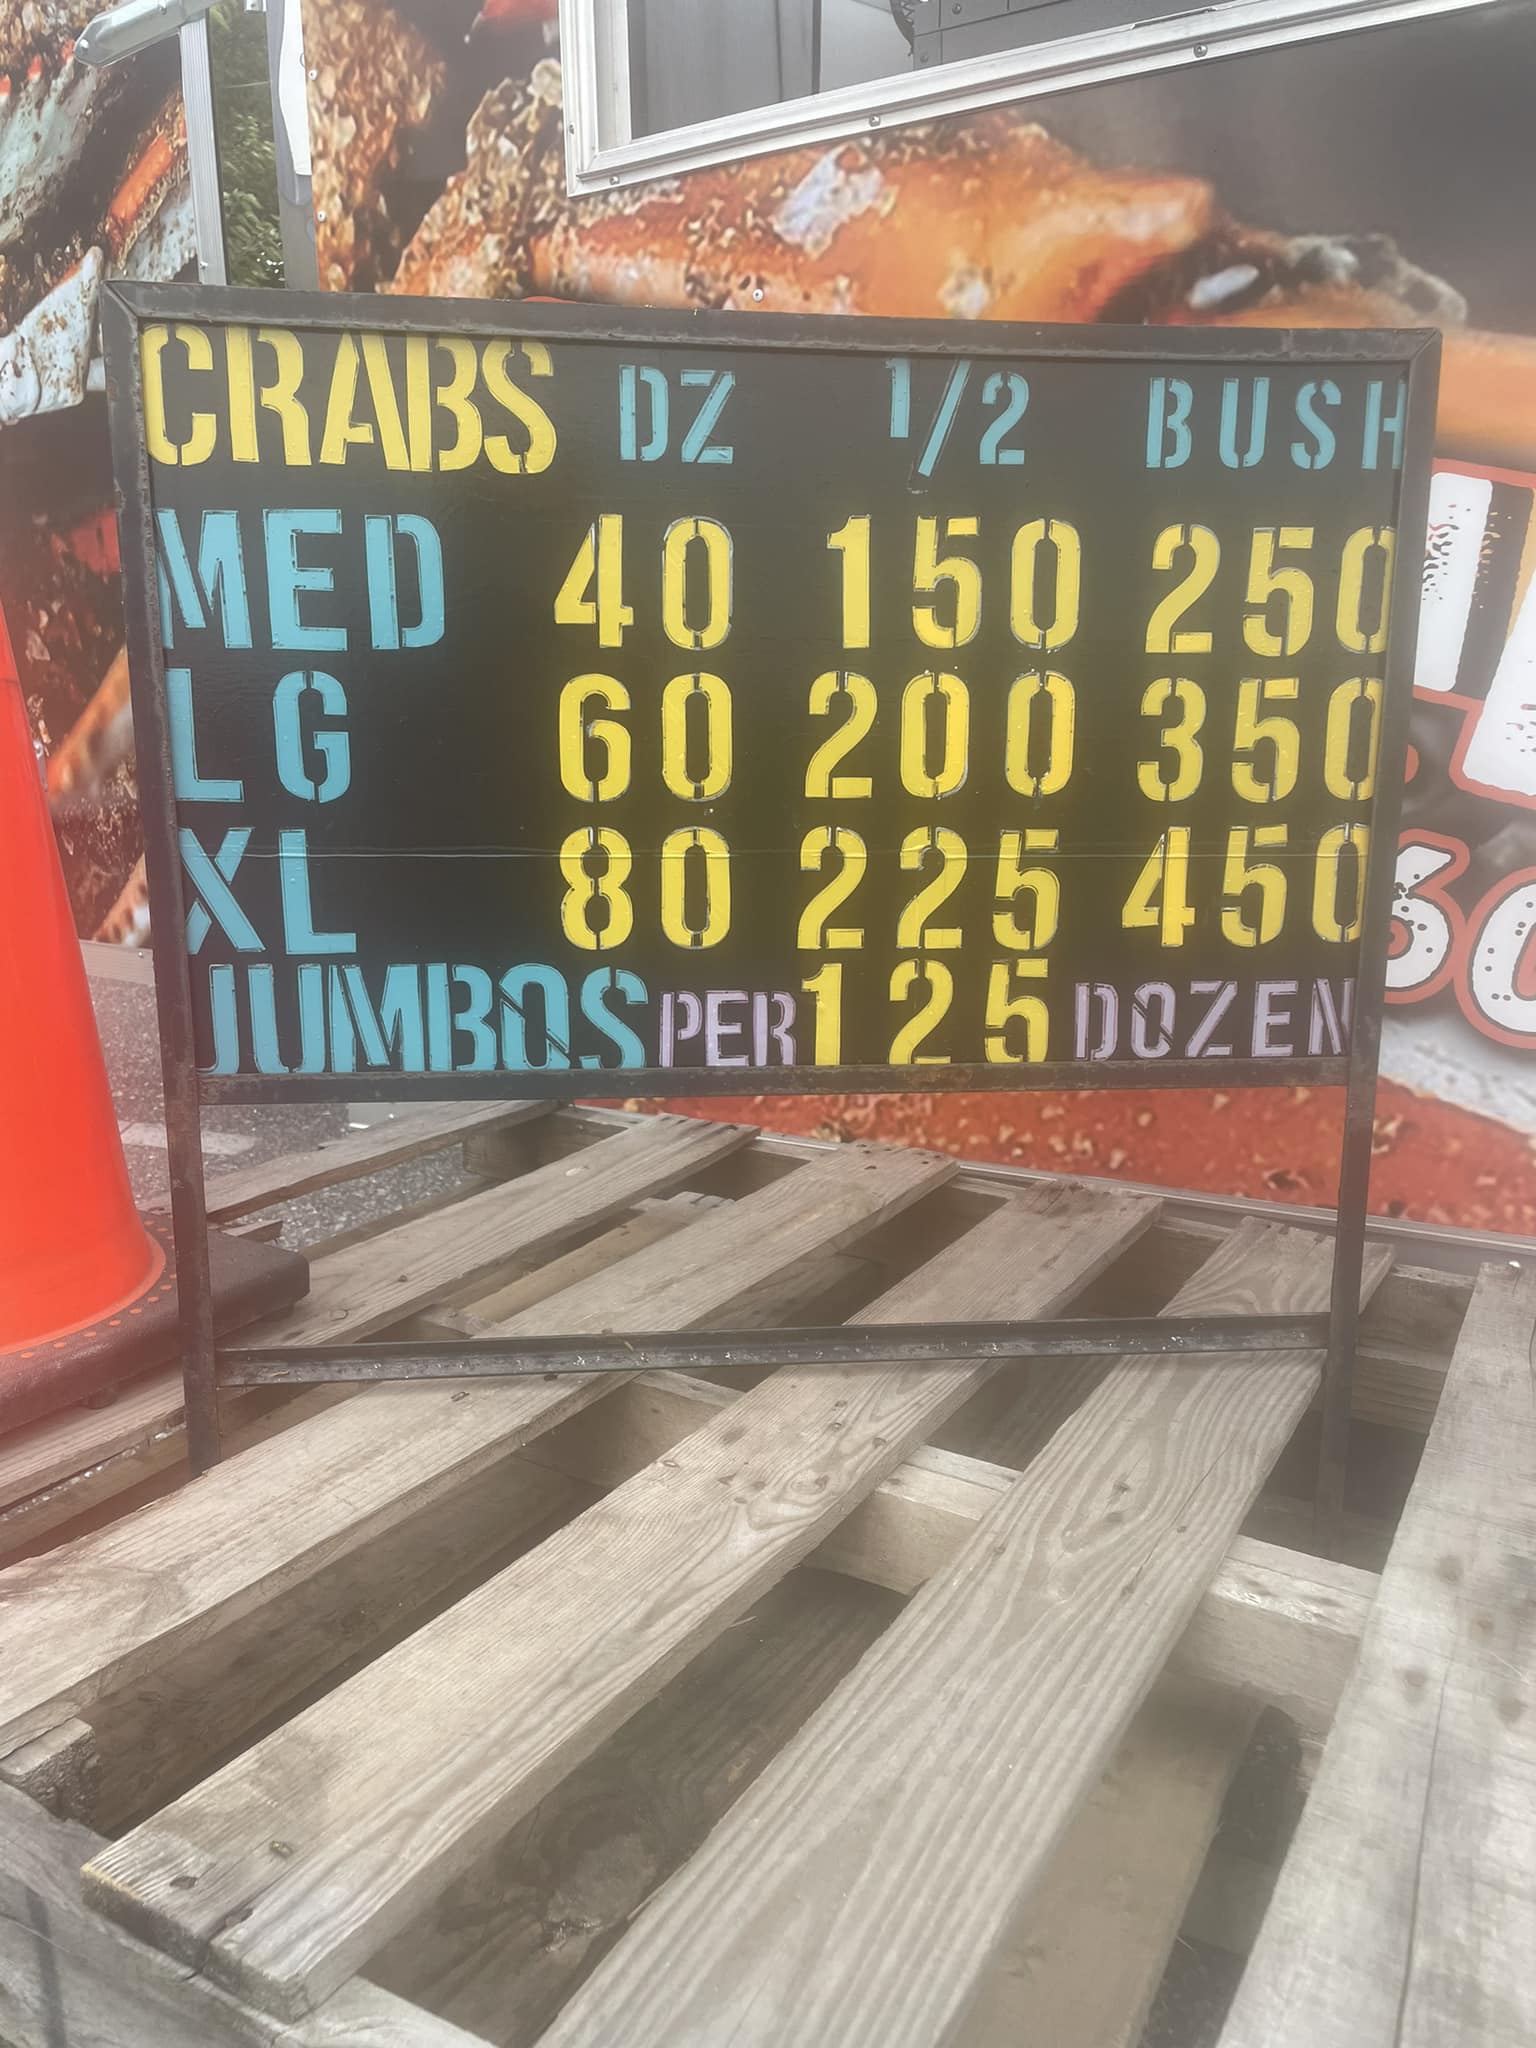 CRABS DZ 1/2 BUSH
MED 40 150 250
LG 60 200 350
XL 80 225 450
JUMBOS PER 125 DOZEN